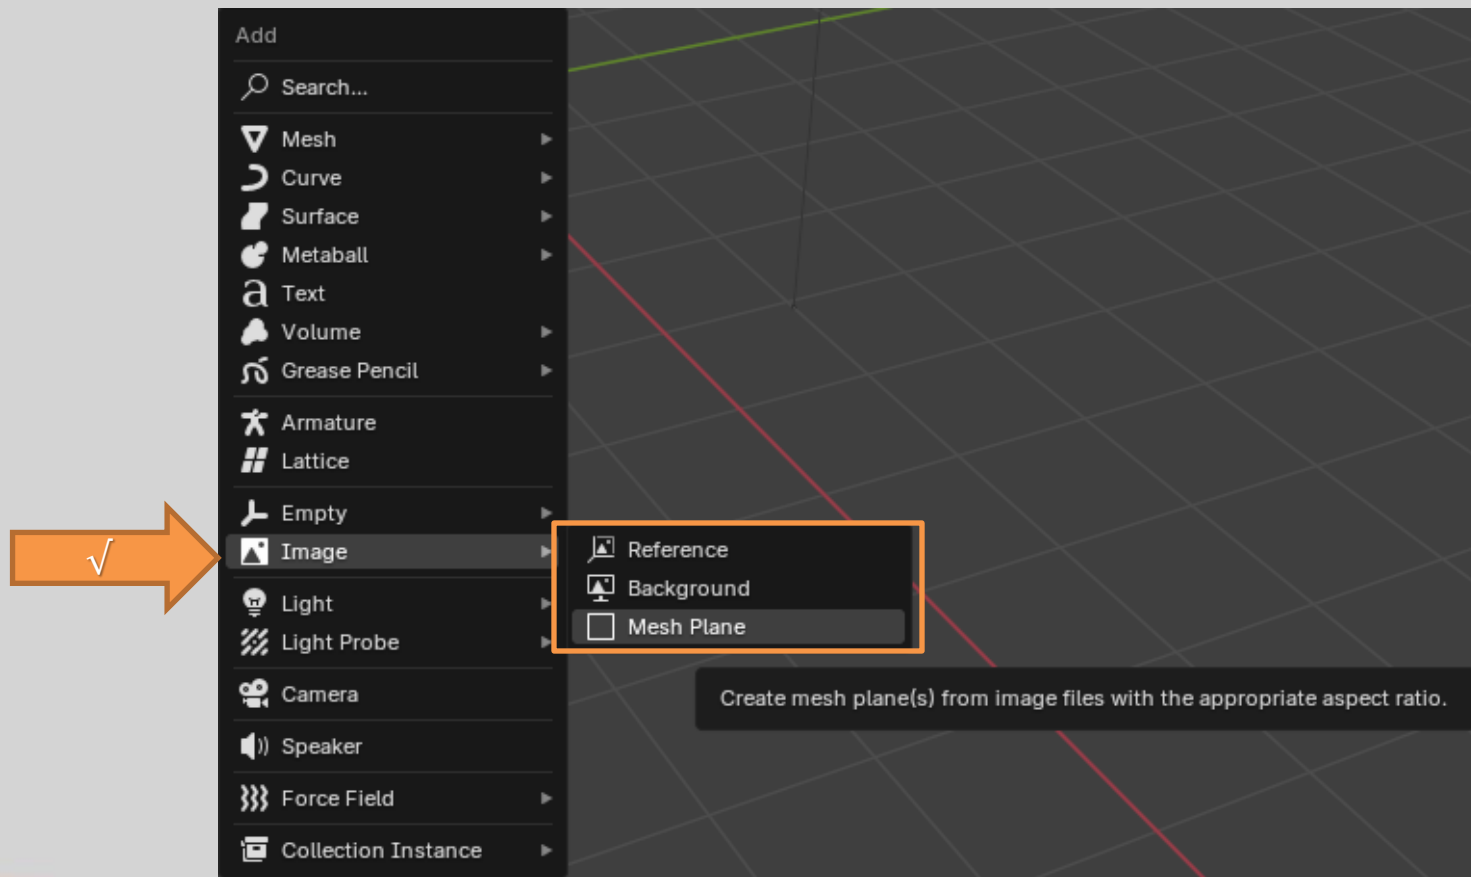 Add
Search...
Mesh
Curve
Surface
Metaball
Text
Volume
Grease Pencil
Armature
Lattice
Empty
√
Image
Reference
Background
Mesh Plane
Light
Light Probe
Create mesh plane(s) from image files with the appropriate aspect ratio.
Camera
Speaker
Force Field
Collection Instance